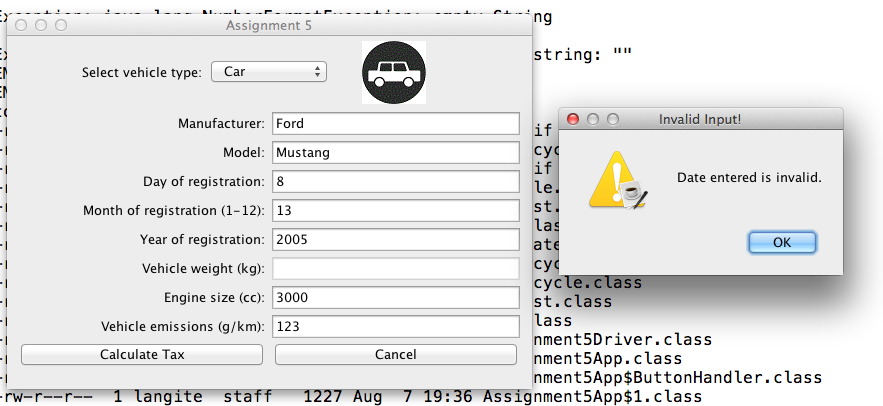 Exception: java.lang.NumberFormatException: empty String
Assignment 5
string: ""
Select vehicle type: Car
Manufacturer: Ford
Model: Mustang
Day of registration: 8
Month of registration (1-12): 13
Year of registration: 2005
Vehicle weight (kg):
Engine size (cc): 3000
Vehicle emissions (g/km): 123
Calculate Tax Cancel
Invalid Input!
Date entered is invalid.
OK
if
if
cycle.class
st.class
lass
nment5Driver.class
nment5App.class
nment5App$ButtonHandler.class
-rw-r--r-- 1 langite staff 1227 Aug 7 19:36 Assignment5App$1.class